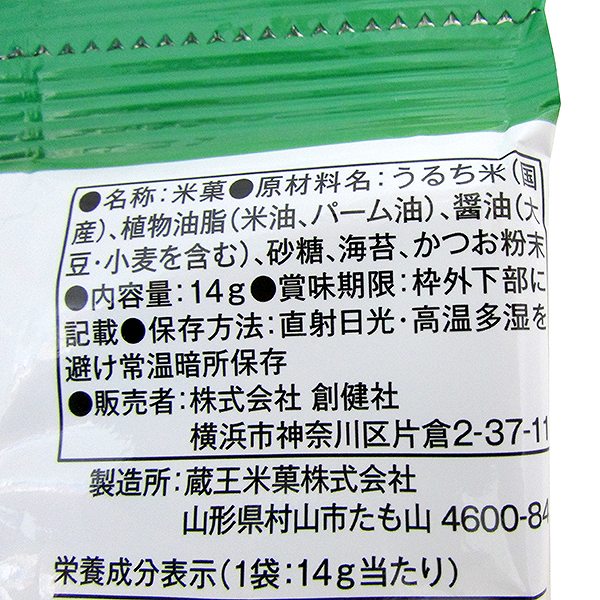 ●名称:米菓●原材料名:うるち米(国
産)、植物油脂(米油、パーム油)、醤油(大
豆・小麦を含む)、砂糖、海苔、かつお粉末
●内容量:14g●賞味期限:枠外下部に
記載●保存方法:直射日光・高温多湿を
避け常温暗所保存
●販売者:株式会社 創健社
横浜市神奈川区片倉2-37-11
製造所:蔵王米菓株式会社
山形県村山市たも山 4600-84
栄養成分表示(1袋:14g当たり)